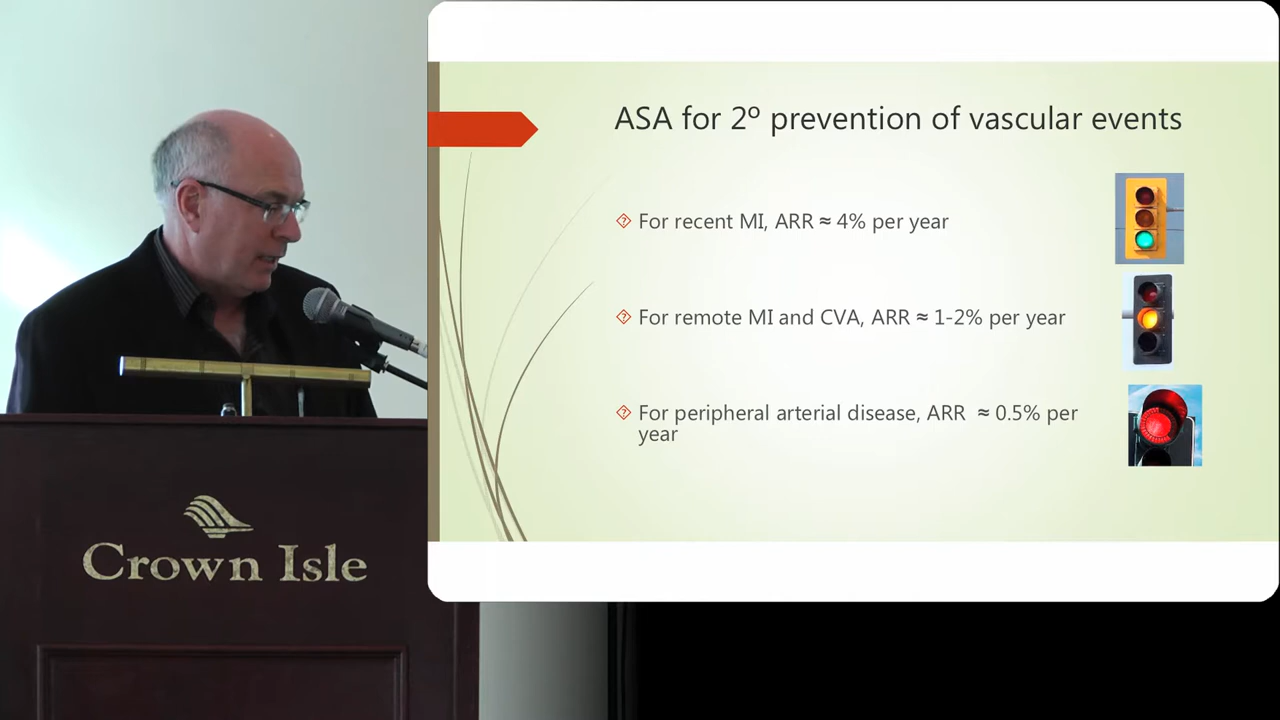 ASA for 2º prevention of vascular events
For recent MI, ARR ≈ 4% per year
For remote MI and CVA, ARR ≈ 1-2% per year
For peripheral arterial disease, ARR ≈ 0.5% per
year
Crown Isle